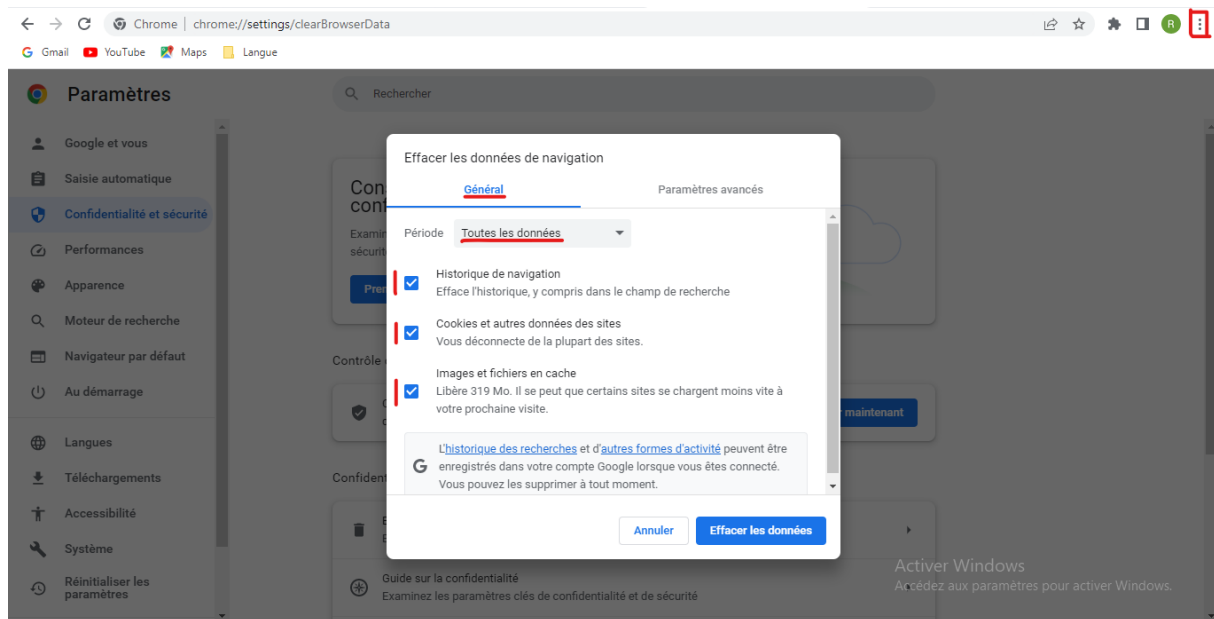 Chrome | chrome://settings/clearBrowserData
R
Gmail YouTube Maps Langue
Paramètres
Rechercher
Google et vous
Saisie automatique
Confidentialité et sécurité
Performances
Apparence
Moteur de recherche
Navigateur par défaut
Au démarrage
Langues
Téléchargements
Accessibilité
Système
Réinitialiser les
paramètres
Effacer les données de navigation
Général Paramètres avancés
Période Toutes les données
Historique de navigation
Efface l'historique, y compris dans le champ de recherche
Cookies et autres données des sites
Vous déconnecte de la plupart des sites.
Images et fichiers en cache
Libère 319 Mo. Il se peut que certains sites se chargent moins vite à
votre prochaine visite.
L'historique des recherches et d'autres formes d'activité peuvent être
enregistrés dans votre compte Google lorsque vous êtes connecté.
Vous pouvez les supprimer à tout moment.
Annuler Effacer les données
Contrôle
maintenant
Guide sur la confidentialité
Examinez les paramètres clés de confidentialité et de sécurité
Activer Windows
Accédez aux paramètres pour activer Windows.